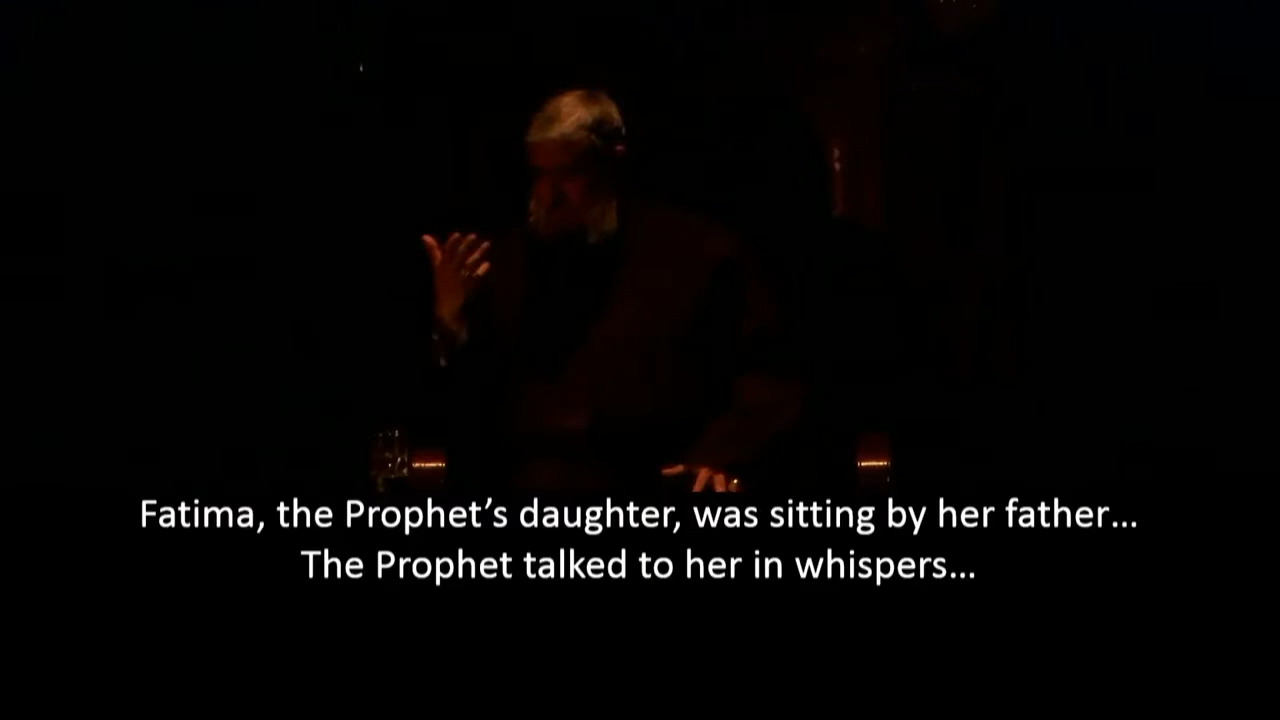 Fatima, the Prophet’s daughter, was sitting by her father...
The Prophet talked to her in whispers...